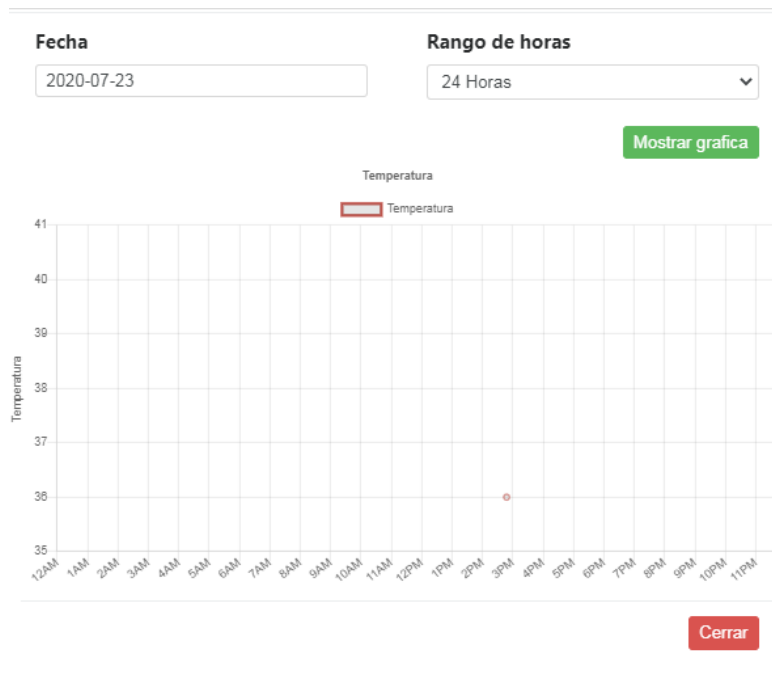 Fecha
Rango de horas
2020-07-23
24 Horas
Mostrar grafica
Temperatura
Temperatura
41
40
39
38
37
36
35
Temperatura
12AM 1AM 2AM 3AM 4AM 5AM 6AM 7AM 8AM 9AM 10AM 11AM 12PM 1PM 2PM 3PM 4PM 5PM 6PM 7PM 8PM 9PM 10PM 11PM
Cerrar